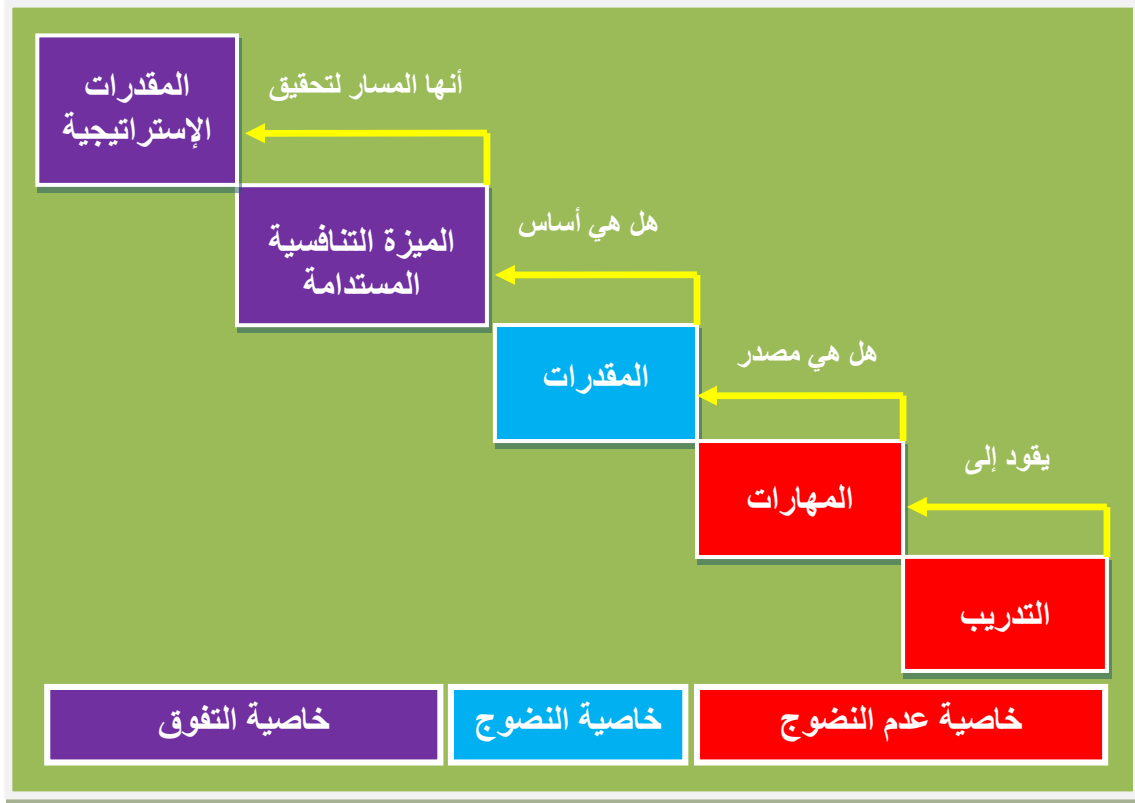 المقدرات
الإستراتيجية
أنها المسار لتحقيق
الميزة التنافسية
المستدامة
هل هي أساس
المقدرات
هل هي مصدر
المهارات
يقود إلى
التدريب
خاصية عدم النضوج
خاصية النضوج
خاصية التفوق